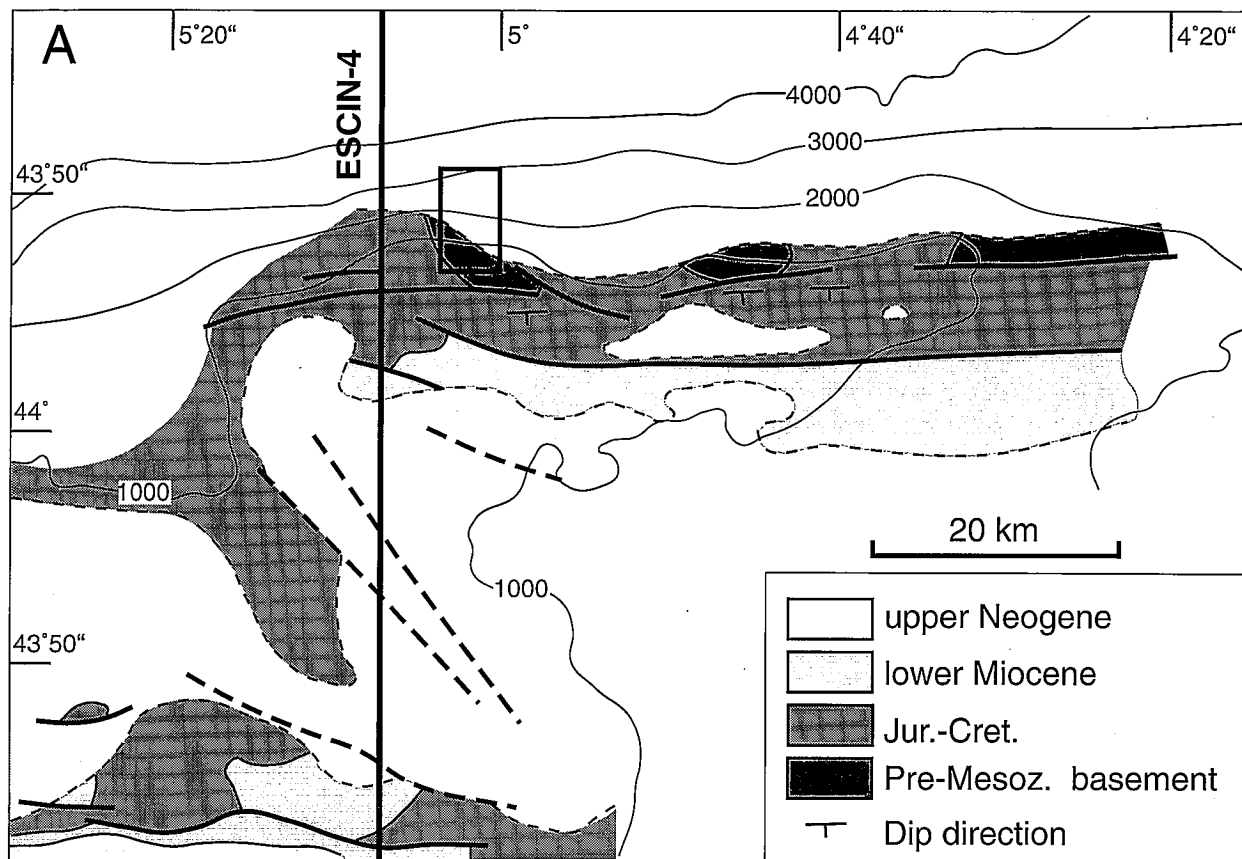 A
5°20“
5°
4°40“
4°20“
ESCIN-4
4000
3000
43°50“
2000
44°
1000
20 km
1000
43°50“
upper Neogene
lower Miocene
Jur.-Cret.
Pre-Mesoz. basement
Dip direction